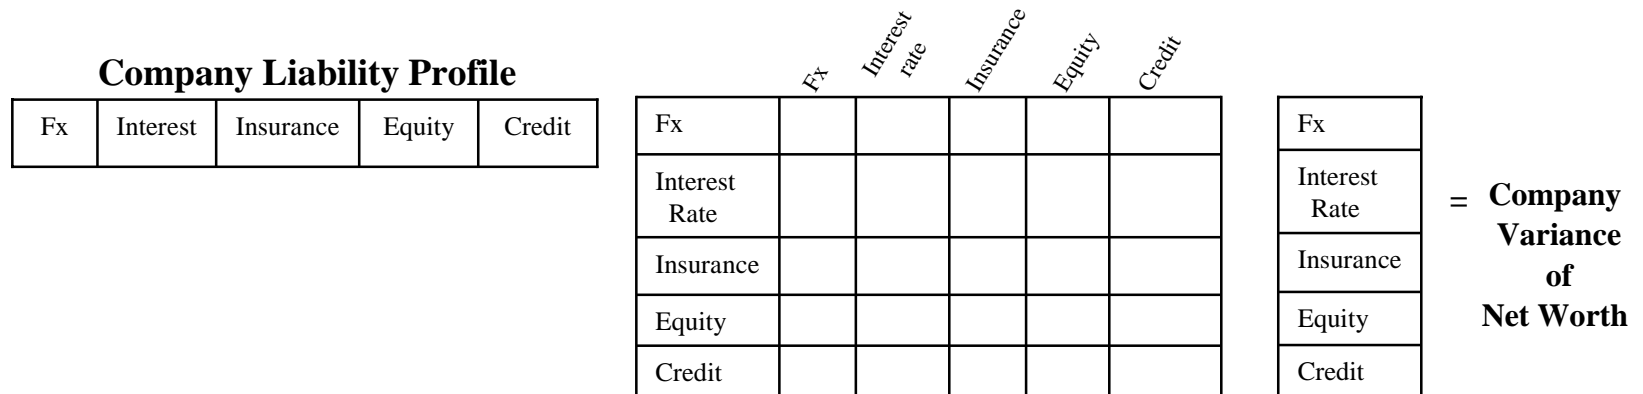 Company Liability Profile
Fx Interest Insurance Equity Credit
Fx Interest rate Insurance Equity Credit
Fx
Interest
Rate
Insurance
Equity
Credit
Fx
Interest
Rate
Insurance
Equity
Credit
= Company
Variance
of
Net Worth